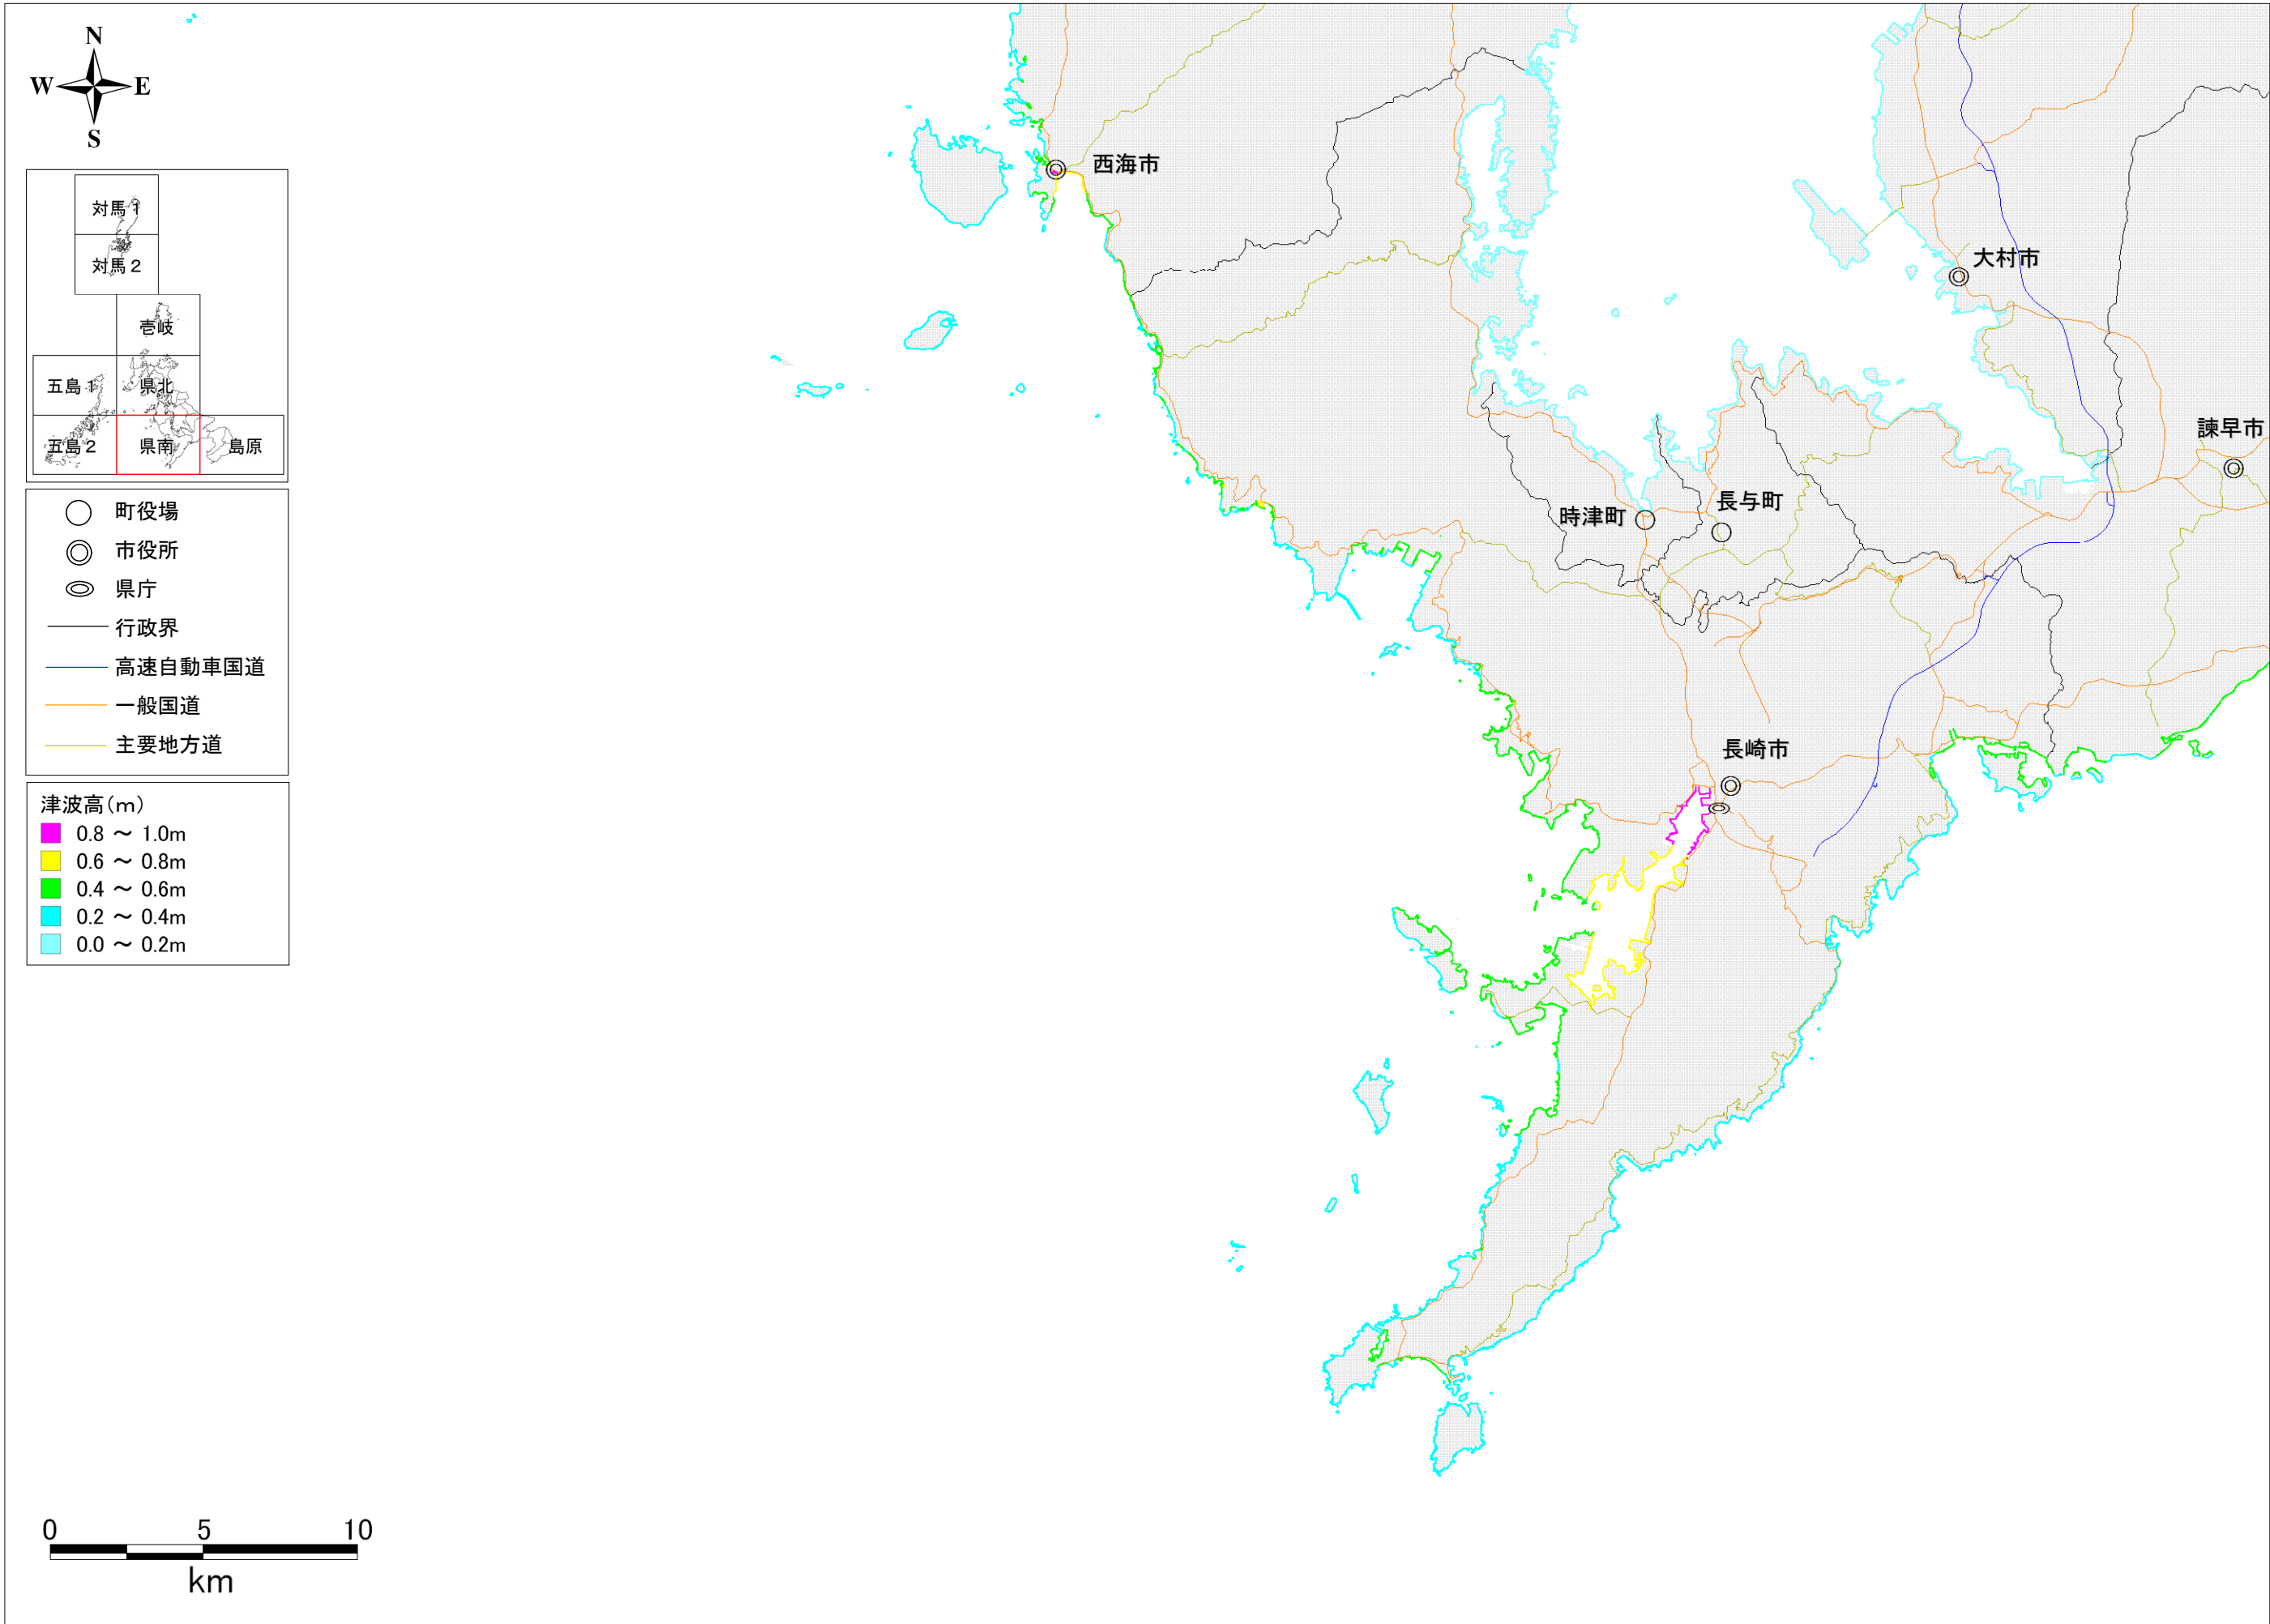 N
W E
S
対馬1
対馬2
壱岐
五島1
県北
五島2
県南
島原
町役場
市役所
県庁
行政界
高速自動車国道
一般国道
主要地方道
津波高(m)
0.8 ～ 1.0m
0.6 ～ 0.8m
0.4 ～ 0.6m
0.2 ～ 0.4m
0.0 ～ 0.2m
西海市
大村市
諫早市
長与町
時津町
長崎市
0 5 10
km